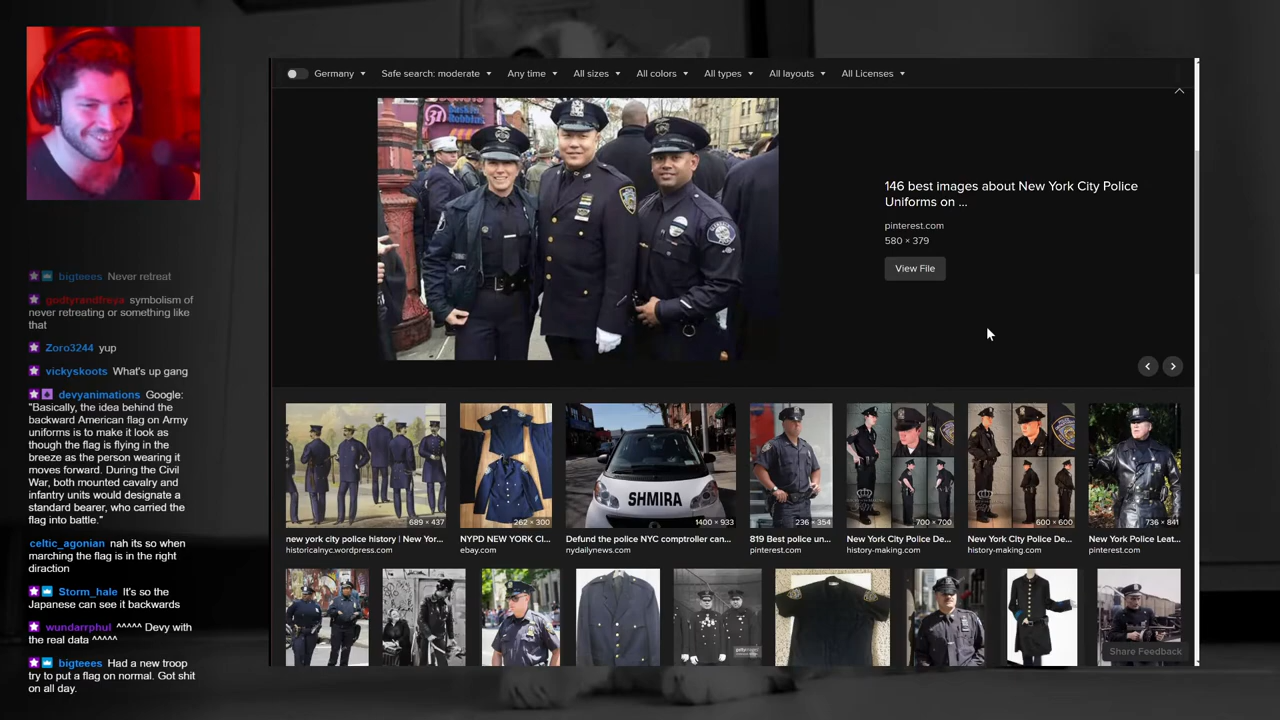 Germany
Safe search: moderate
Any time
All sizes
All colors
All types
All layouts
All Licenses
31
Baskin
Robbin
146 best images about New York City Police
Uniforms on ...
pinterest.com
580 × 379
View File
bigteees Never retreat
godtyrandfreya symbolism of
never retreating or something like
that
Zoro3244 yup
vickyskoots What's up gang
devyanimations Google:
"Basically, the idea behind the
backward American flag on Army
uniforms is to make it look as
though the flag is flying in the
breeze as the person wearing it
moves forward. During the Civil
War, both mounted cavalry and
infantry units would designate a
standard bearer, who carried the
flag into battle."
celtic_agonian nah its so when
marching the flag is in the right
direction
Storm_hale It's so the
Japanese can see it backwards
wundarrphul ^^^^^ Devy with
the real data ^^^^^
bigteees Had a new troop
try to put a flag on normal. Got shit
on all day.
SHMIRA
689 × 437
262 × 300
1400 × 933
236 × 354
700 × 700
600 × 600
736 × 841
new york city police history | New Yor...
historicalnyc.wordpress.com
NYPD NEW YORK CI...
ebay.com
Defund the police NYC comptroller can...
nydailynews.com
819 Best police un...
pinterest.com
New York City Police De...
history-making.com
New York City Police De...
history-making.com
New York Police Leat...
pinterest.com
Share Feedback